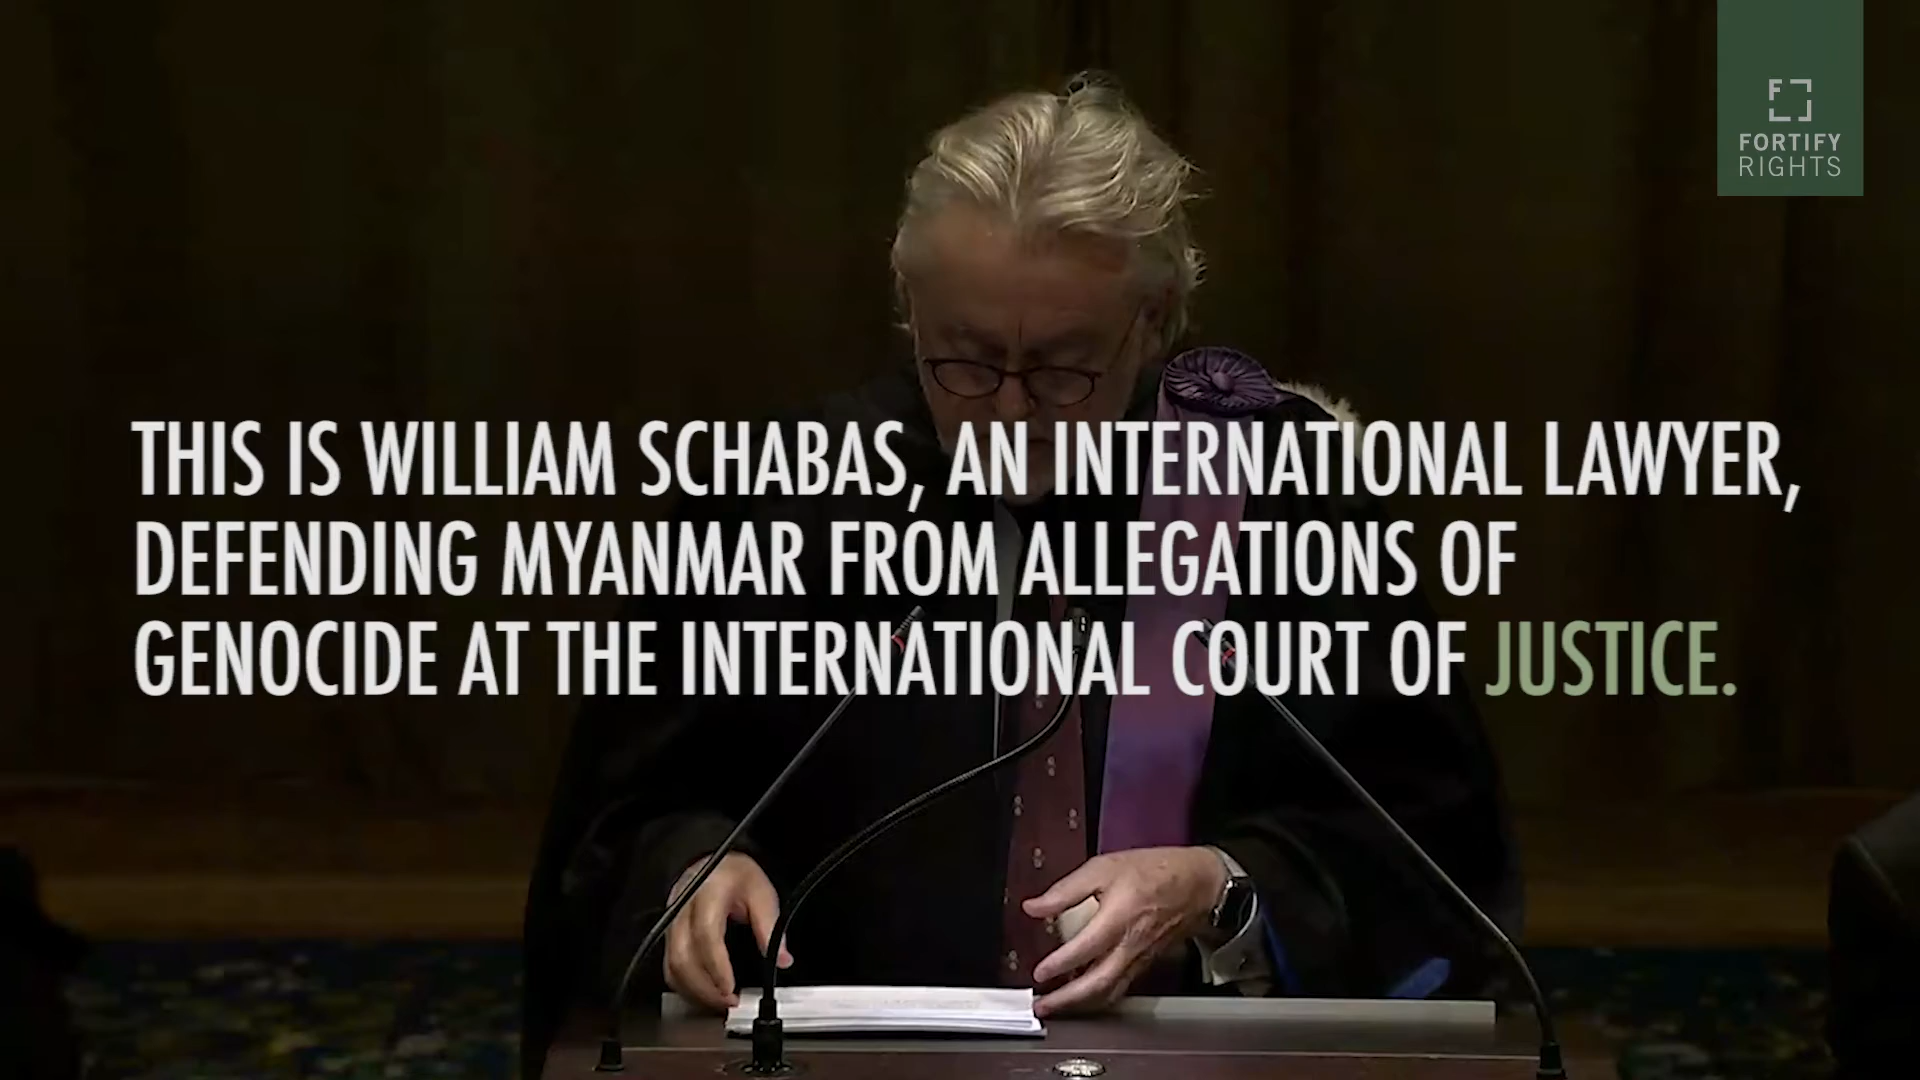 FORTIFY
RIGHTS
THIS IS WILLIAM SCHABAS, AN INTERNATIONAL LAWYER,
DEFENDING MYANMAR FROM ALLEGATIONS OF
GENOCIDE AT THE INTERNATIONAL COURT OF JUSTICE.